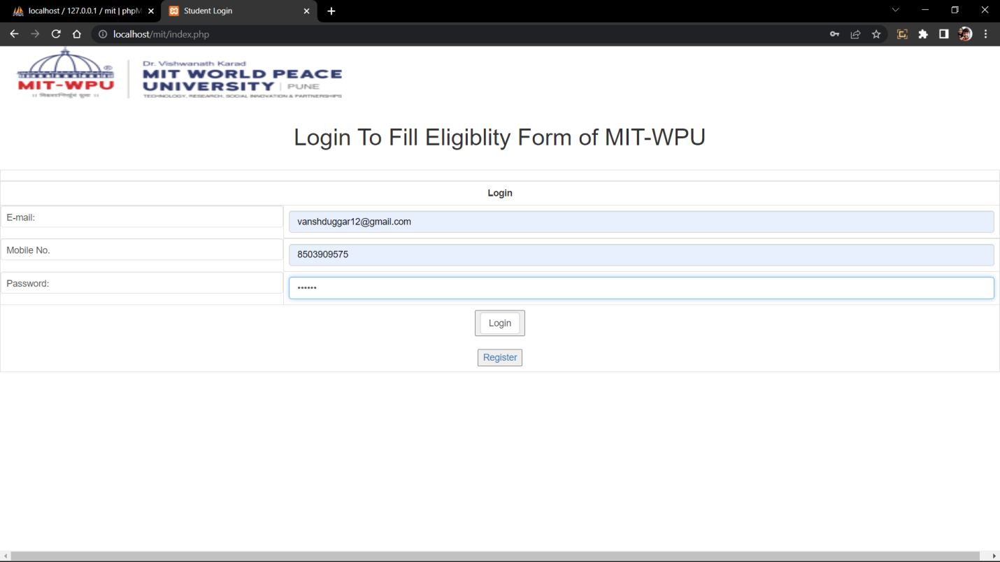 localhost / 127.0.0.1 / mit | phpM
Student Login
localhost/mit/index.php
Dr. Vishwanath Karad
MIT WORLD PEACE
UNIVERSITY | PUNE
TECHNOLOGY, RESEARCH, SOCIAL INNOVATION & PARTNERSHIPS
®
MIT-WPU
Login To Fill Eligiblity Form of MIT-WPU
Login
E-mail:
vanshduggar12@gmail.com
Mobile No.
8503909575
Password:
••••••
Login
Register